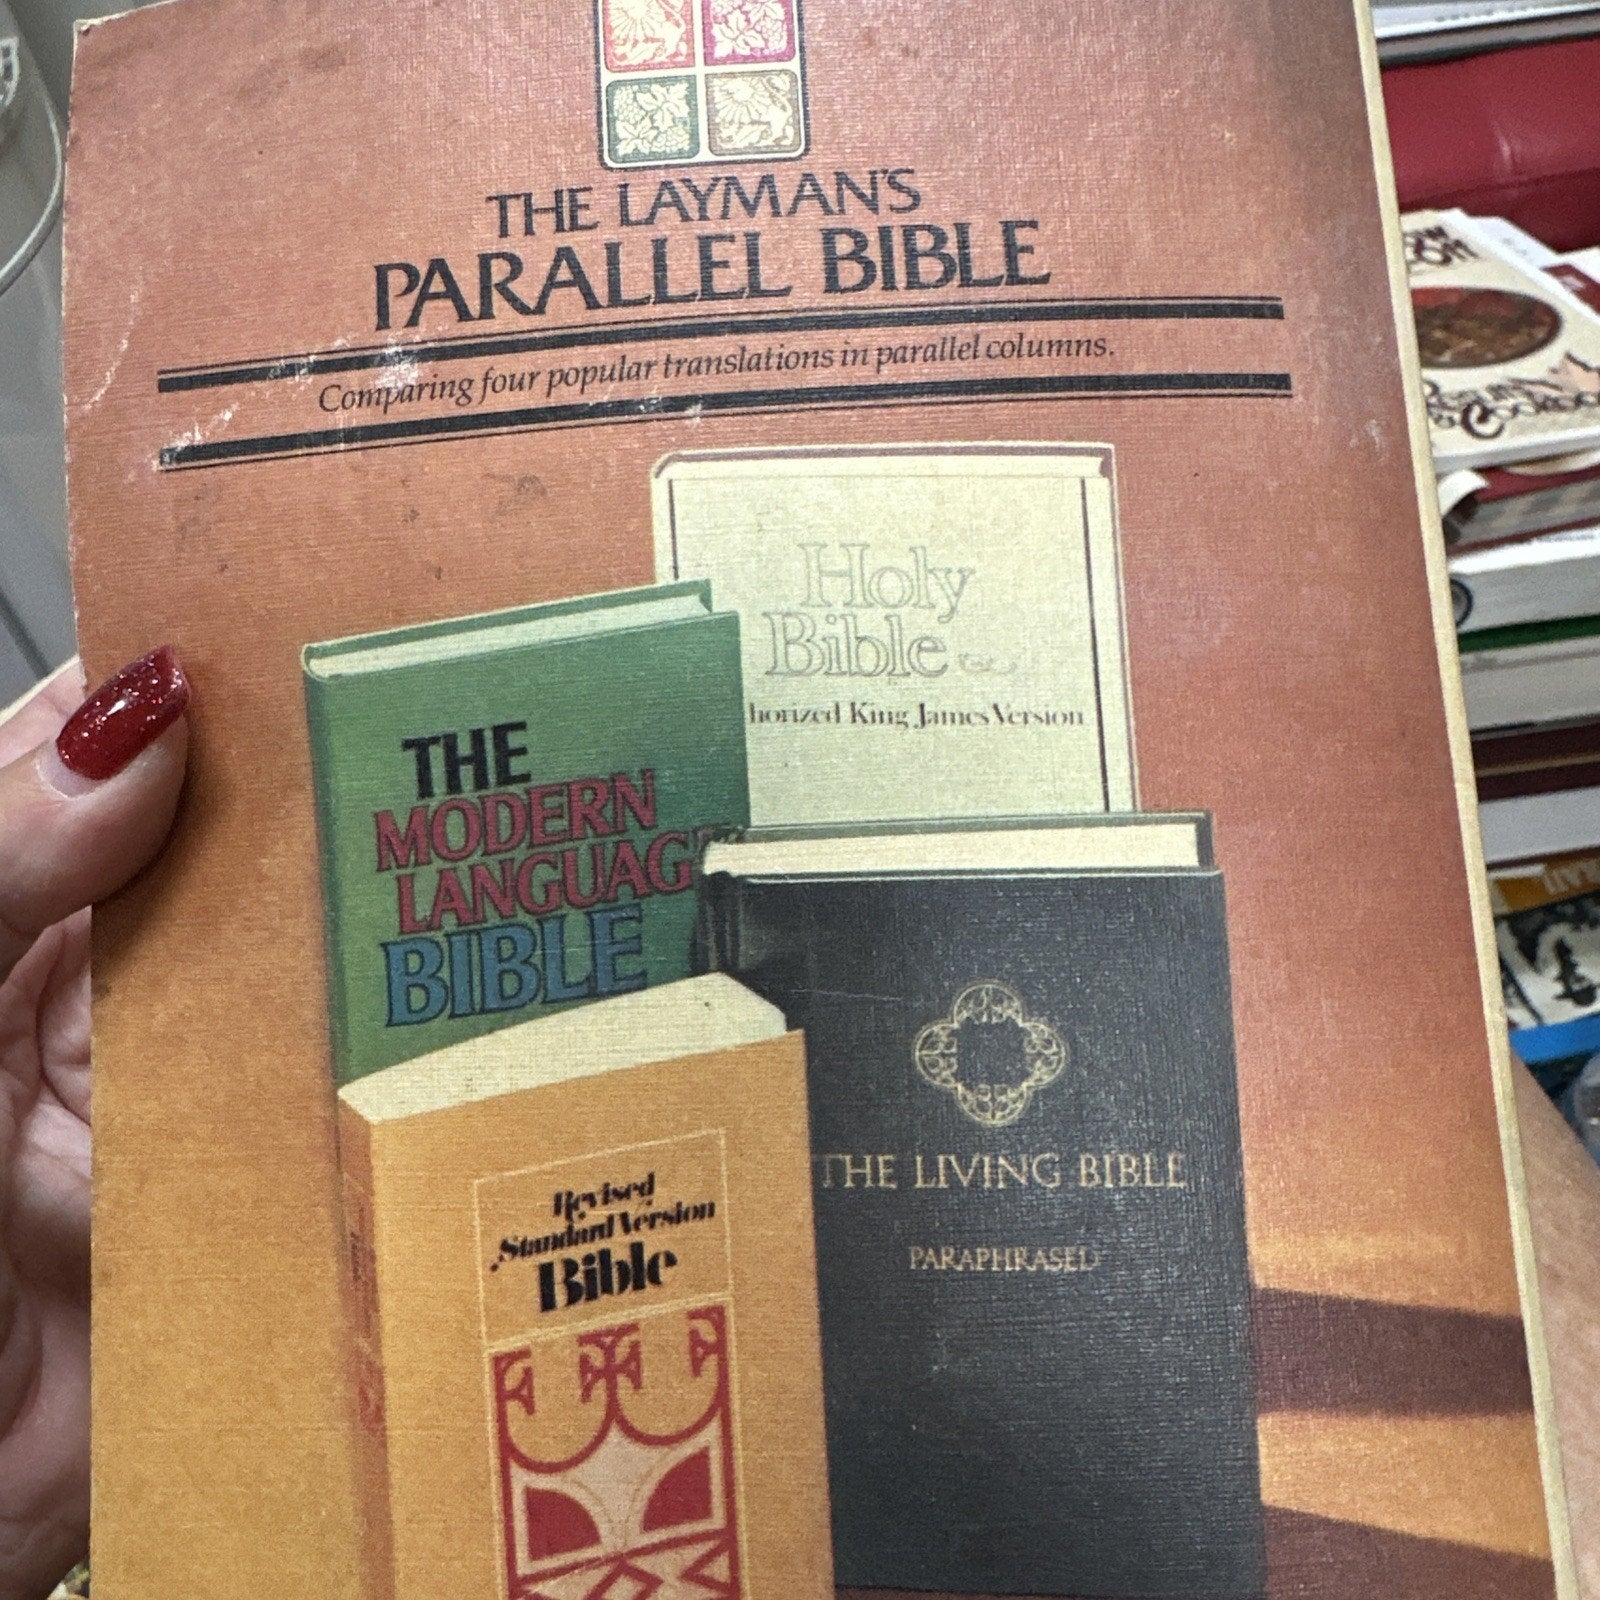 THE LAYMAN'S
PARALLEL BIBLE
Comparing four popular translations in parallel columns.
Holy
Bible
horized King James Version
THE
MODERN
LANGUAGE
BIBLE
THE LIVING BIBLE
PARAPHRASED
Revised
Standard Version
Bible